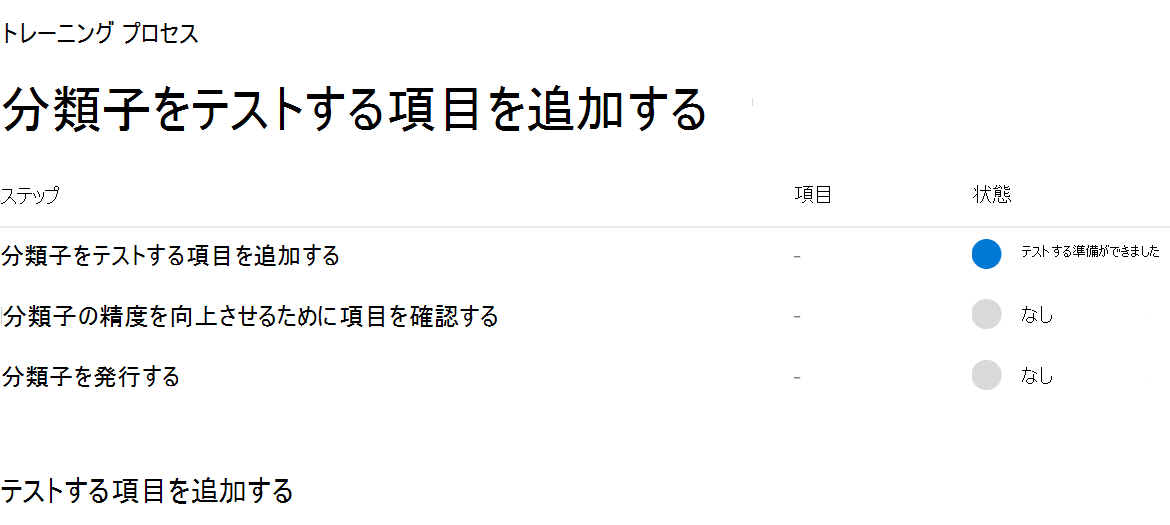 トレーニング プロセス
分類子をテストする項目を追加する
ステップ 項目 状態
分類子をテストする項目を追加する - テストする準備ができました
分類子の精度を向上させるために項目を確認する - なし
分類子を発行する - なし
テストする項目を追加する